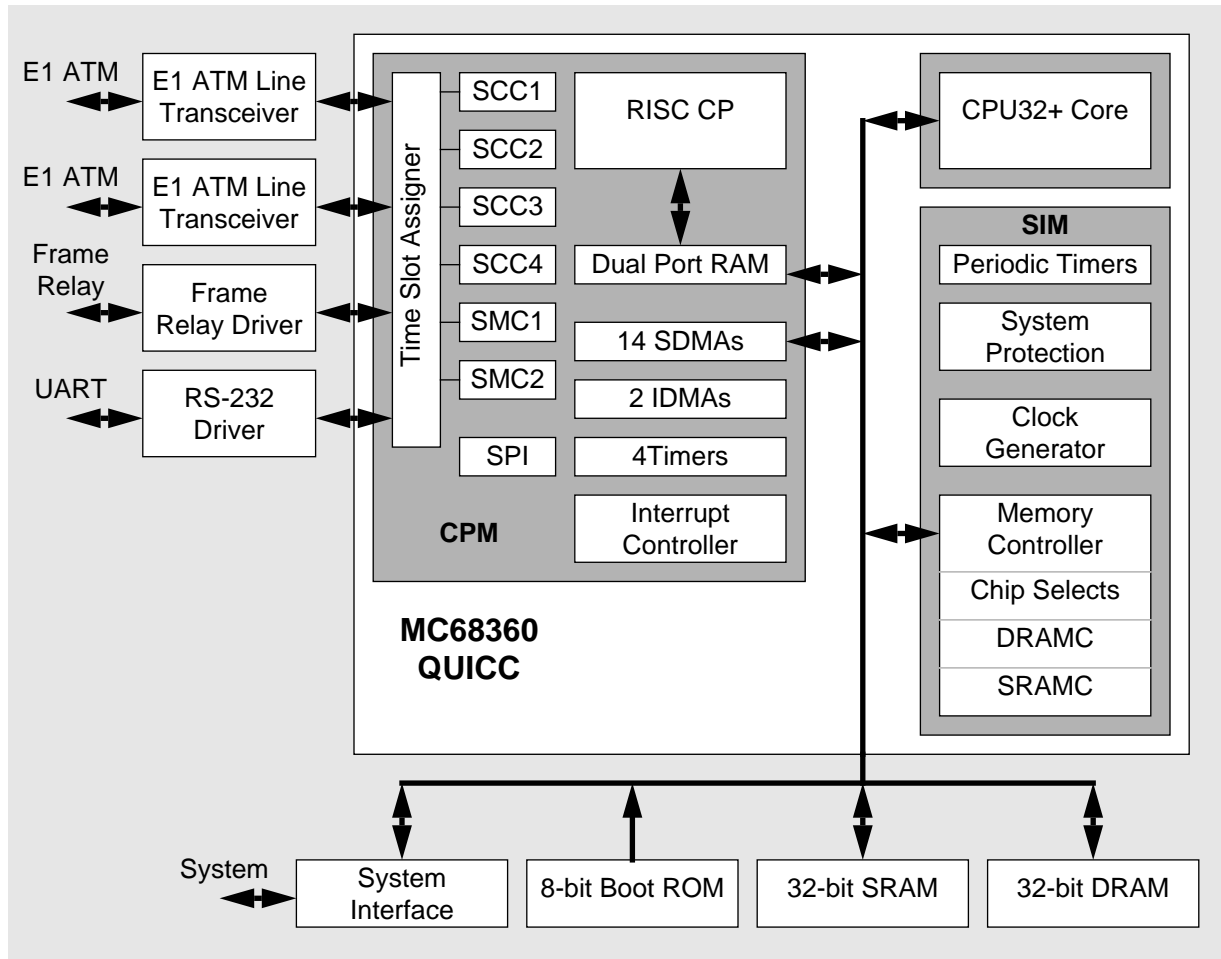 E1 ATM
E1 ATM Line
Transceiver
E1 ATM
E1 ATM Line
Transceiver
Frame
Relay
Frame
Relay Driver
UART
RS-232
Driver
Time Slot Assigner
SCC1
SCC2
SCC3
SCC4
SMC1
SMC2
SPI
CPM
RISC CP
Dual Port RAM
14 SDMAs
2 IDMAs
4Timers
Interrupt
Controller
MC68360
QUICC
CPU32+ Core
SIM
Periodic Timers
System
Protection
Clock
Generator
Memory
Controller
Chip Selects
DRAMC
SRAMC
System
System
Interface
8-bit Boot ROM
32-bit SRAM
32-bit DRAM